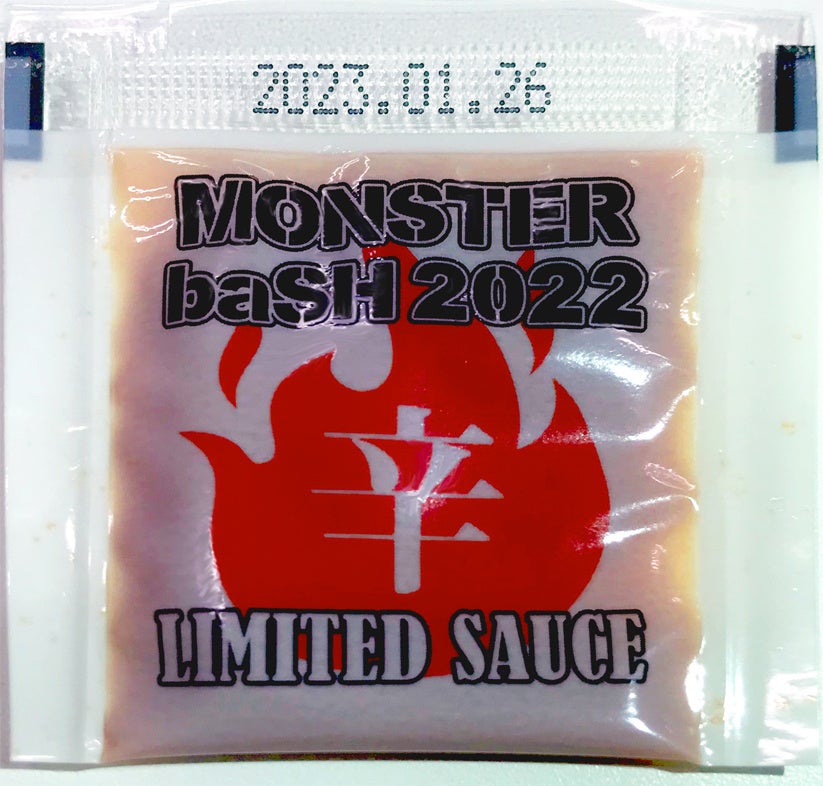 2023.01.26
MONSTER
baSH 2022
辛
LIMITED SAUCE